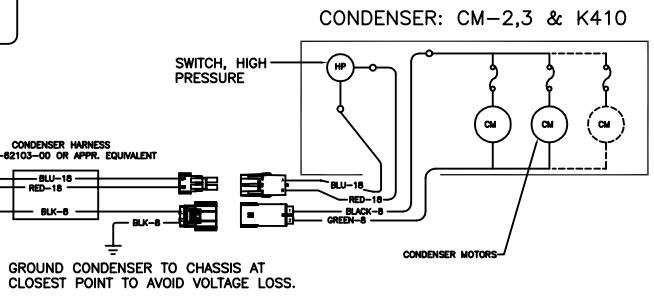 CONDENSER: CM-2,3 & K410
SWITCH, HIGH
PRESSURE
HP
CM
CM
CM
CONDENSER HARNESS
-62103-00 OR APPR. EQUIVALENT
BLU-18
RED-18
BLU-18
RED-18
BLK-8
BLACK-8
BLK-8
GREEN-8
CONDENSER MOTORS
GROUND CONDENSER TO CHASSIS AT
CLOSEST POINT TO AVOID VOLTAGE LOSS.